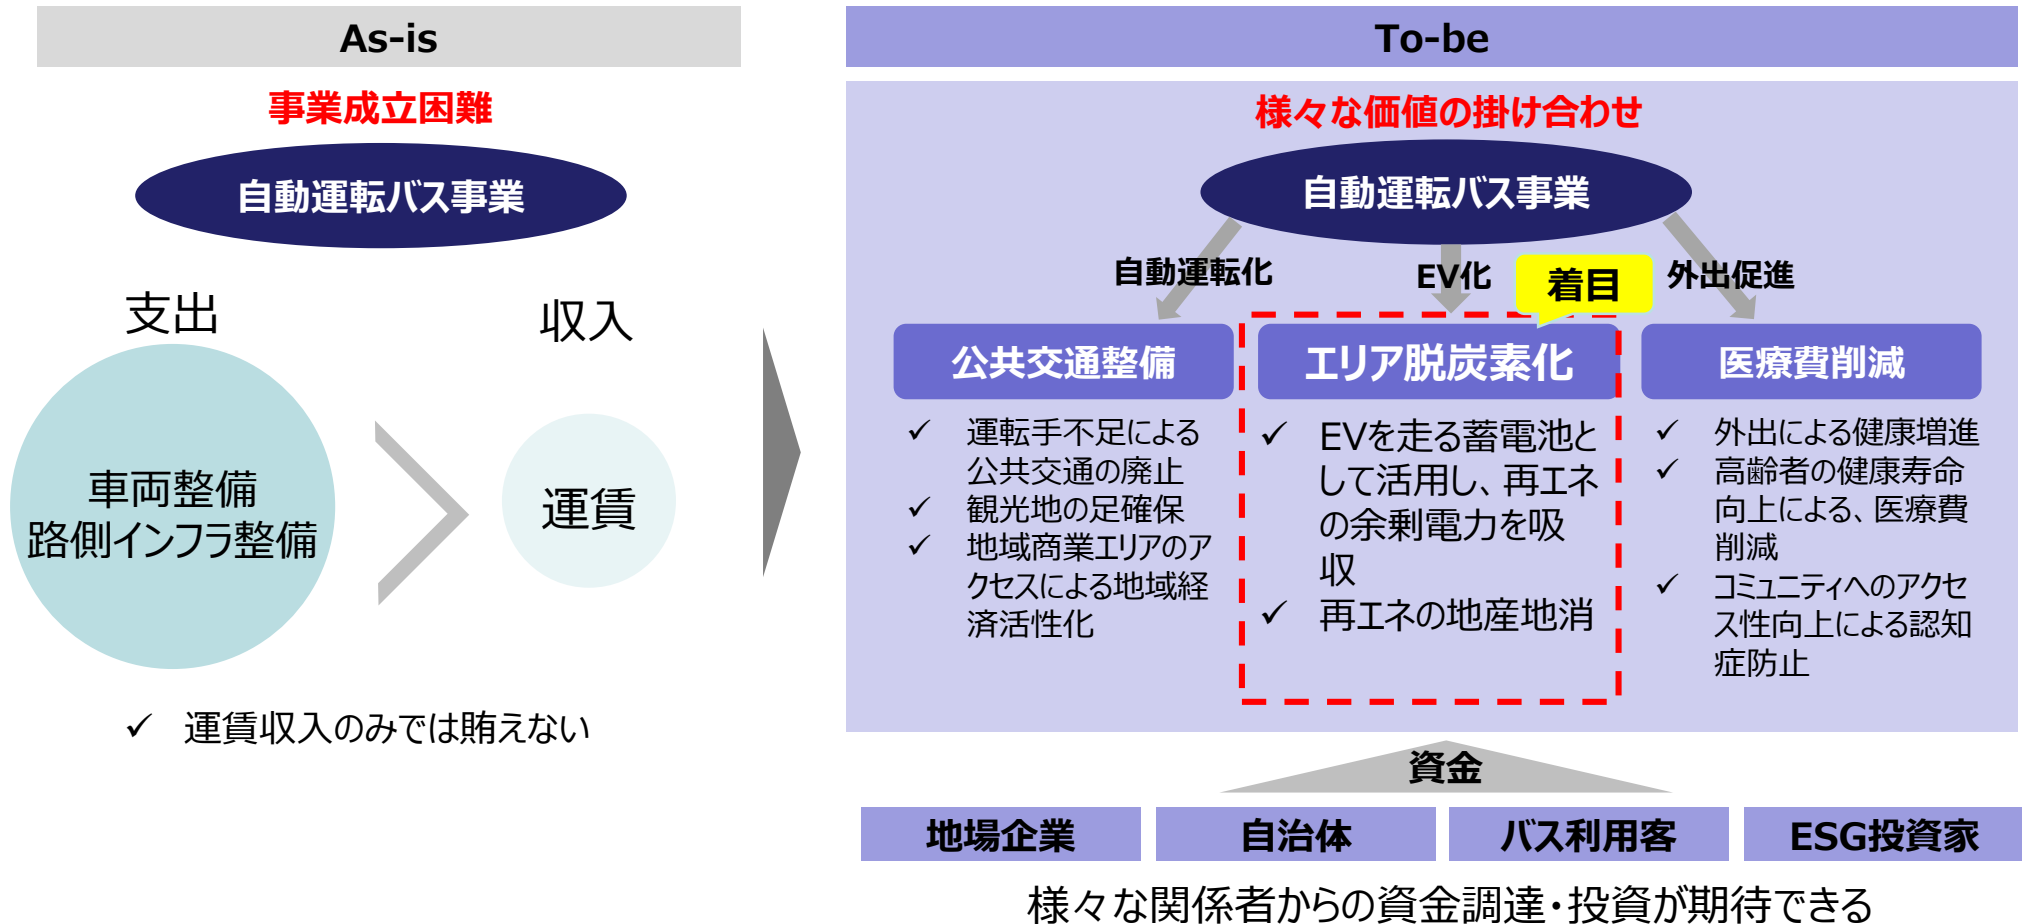 As-is
事業成立困難
自動運転バス事業
支出
収入
車両整備
路側インフラ整備
運賃
✓ 運賃収入のみでは賄えない
To-be
様々な価値の掛け合わせ
自動運転バス事業
自動運転化
EV化
着目
外出促進
公共交通整備
✓ 運転手不足による
公共交通の廃止
✓ 観光地の足確保
✓ 地域商業エリアのア
クセスによる地域経
済活性化
エリア脱炭素化
✓ EVを走る蓄電池と
して活用し、再エネ
の余剰電力を吸
収
✓ 再エネの地産地消
医療費削減
✓ 外出による健康増進
✓ 高齢者の健康寿命
向上による、医療費
削減
✓ コミュニティへのアクセ
ス性向上による認知
症防止
資金
地場企業
自治体
バス利用客
ESG投資家
様々な関係者からの資金調達・投資が期待できる